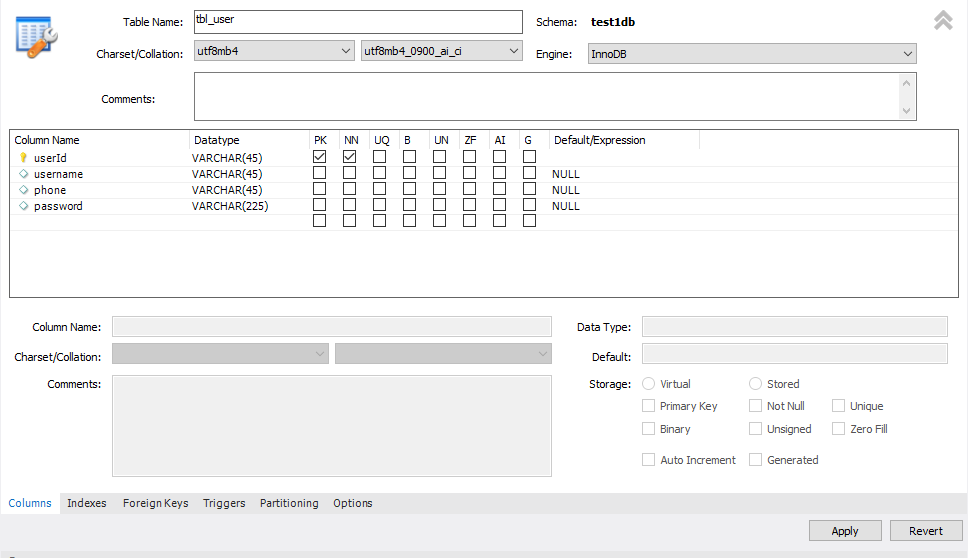 Table Name: tbl_user Schema: test1db
Charset/Collation: utf8mb4 utf8mb4_0900_ai_ci Engine: InnoDB
Comments:
Column Name Datatype PK NN UQ B UN ZF AI G Default/Expression
userId VARCHAR(45)
username VARCHAR(45) NULL
phone VARCHAR(45) NULL
password VARCHAR(225) NULL
Column Name: Data Type:
Charset/Collation: Default:
Comments: Storage: Virtual Stored
Primary Key Not Null Unique
Binary Unsigned Zero Fill
Auto Increment Generated
Columns Indexes Foreign Keys Triggers Partitioning Options
Apply Revert